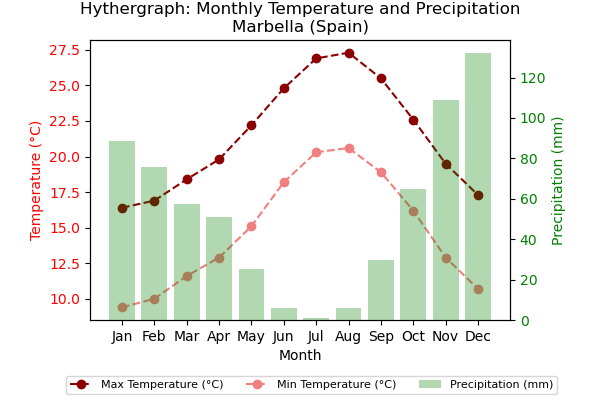 Hythergraph: Monthly Temperature and Precipitation
Marbella (Spain)
Temperature (°C)
27.5
25.0
22.5
20.0
17.5
15.0
12.5
10.0
Precipitation (mm)
120
100
80
60
40
20
0
Jan Feb Mar Apr May Jun Jul Aug Sep Oct Nov Dec
Month
Max Temperature (°C) Min Temperature (°C) Precipitation (mm)